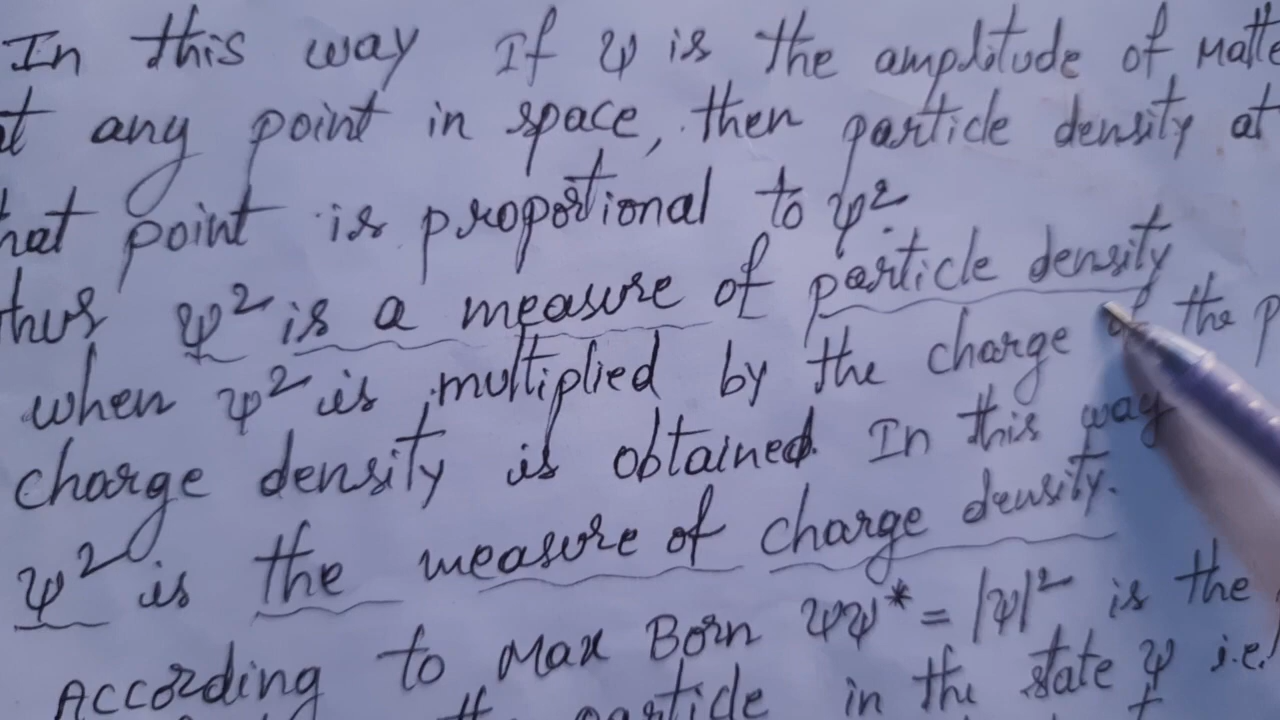 In this way If ψ is the amplitude of Matte
at any point in space, then particle density at
hat point is proportional to ψ².
thus ψ² is a measure of particle density
when ψ² is multiplied by the charge of the p
charge density is obtained. In this way
ψ² is the measure of charge density.
According to Max Born ψψ* = |ψ|² is the
particle in the state ψ i.e.